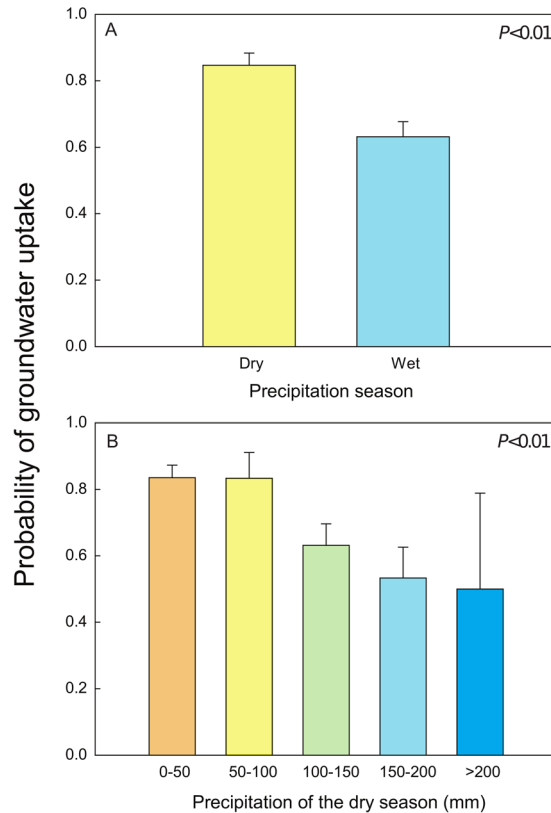 Probability of groundwater uptake
A
P<0.01
1.0
0.8
0.6
0.4
0.2
0.0
Dry Wet
Precipitation season
B
P<0.01
1.0
0.8
0.6
0.4
0.2
0.0
0-50 50-100 100-150 150-200 >200
Precipitation of the dry season (mm)